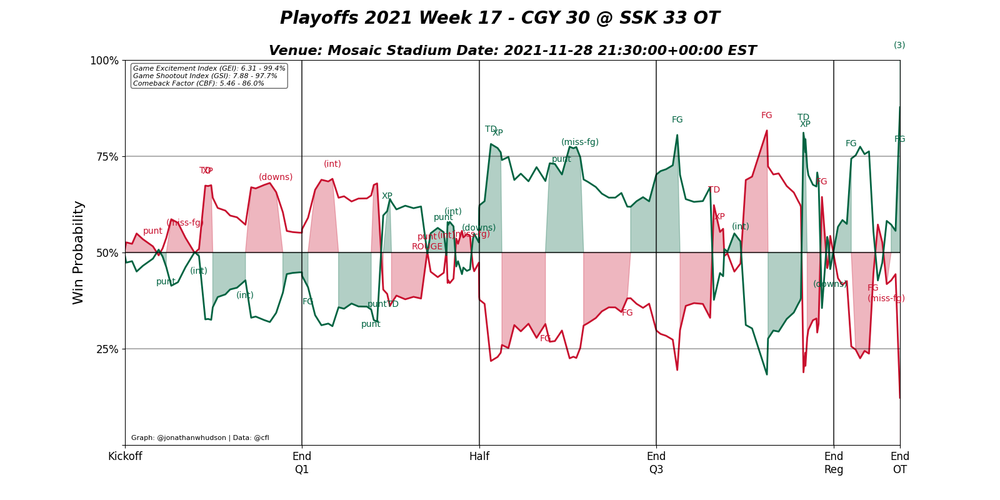 Playoffs 2021 Week 17 - CGY 30 @ SSK 33 OT
(3)
Venue: Mosaic Stadium Date: 2021-11-28 21:30:00+00:00 EST
100%
Game Excitement Index (GEI): 6.31 - 99.4%
Game Shootout Index (GSI): 7.88 - 97.7%
Comeback Factor (CBF): 5.46 - 86.0%
FG
FG
TD
XP
TD
XP
FG
FG
(miss-fg)
75%
punt
(int)
TD
XP
(downs)
FG
TD
XP
(int)
XP
(int)
punt
(miss-fg)
punt
(downs)
punt
(int)
(miss-fg)
ROUGE
Win Probability
50%
(int)
punt
(int)
FG
punt
TD
punt
FG
FG
(downs)
FG
(miss-fg)
25%
Graph: @jonathanwhudson | Data: @cfl
Kickoff
End
Q1
Half
End
Q3
End
Reg
End
OT